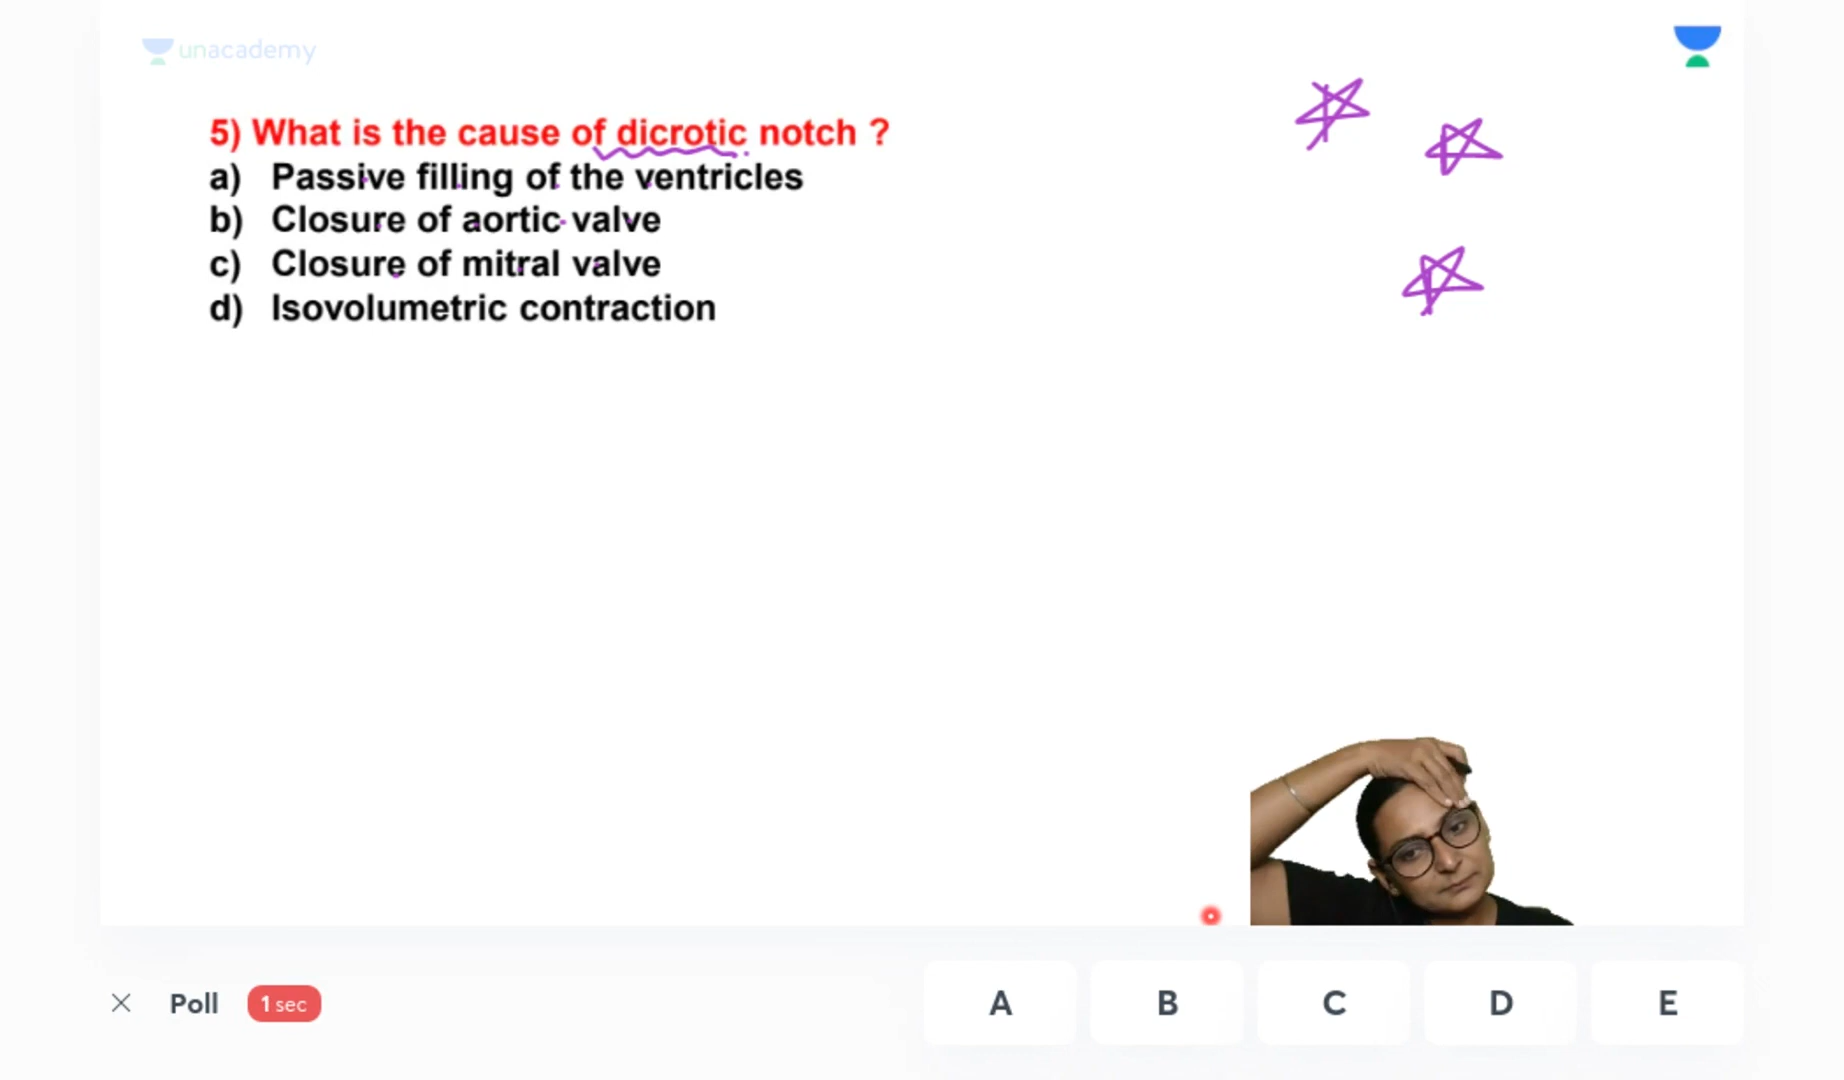 unacademy
5) What is the cause of dicrotic notch ?
a) Passive filling of the ventricles
b) Closure of aortic valve
c) Closure of mitral valve
d) Isovolumetric contraction
Poll 1 sec A B C D E